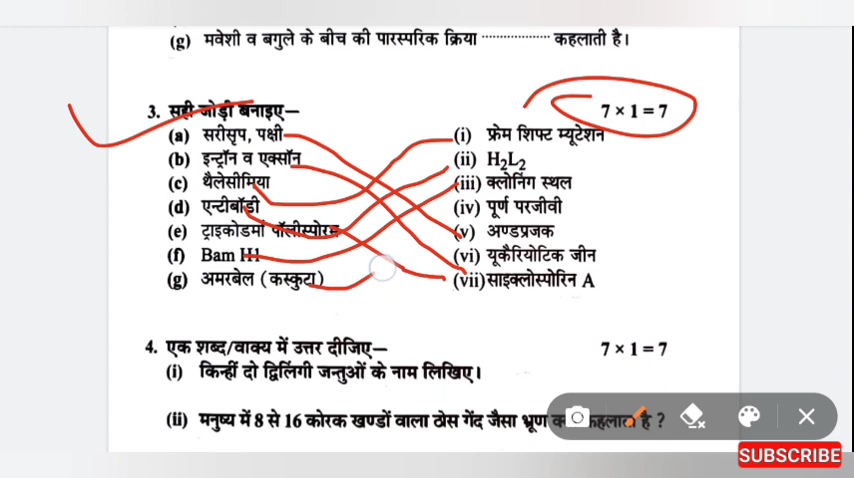 (g) मवेशी व बगुले के बीच की पारस्परिक क्रिया ................... कहलाती है।
3. सही जोड़ी बनाइए– 7 × 1 = 7
(a) सरीसृप, पक्षी (i) फ्रेम शिफ्ट म्यूटेशन
(b) इन्ट्रॉन व एक्सॉन (ii) H₂L₂
(c) थैलेसीमिया (iii) क्लोनिंग स्थल
(d) एन्टीबॉडी (iv) पूर्ण परजीवी
(e) ट्राइकोडर्मा पॉलीस्पोरम (v) अण्डप्रजक
(f) Bam H1 (vi) यूकैरियोटिक जीन
(g) अमरबेल (कस्कुटा) (vii) साइक्लोस्पोरिन A
4. एक शब्द/वाक्य में उत्तर दीजिए– 7 × 1 = 7
(i) किन्हीं दो द्विलिंगी जन्तुओं के नाम लिखिए।
(ii) मनुष्य में 8 से 16 कोरक खण्डों वाला ठोस गेंद जैसा भ्रूण कहलाता है ?
SUBSCRIBE